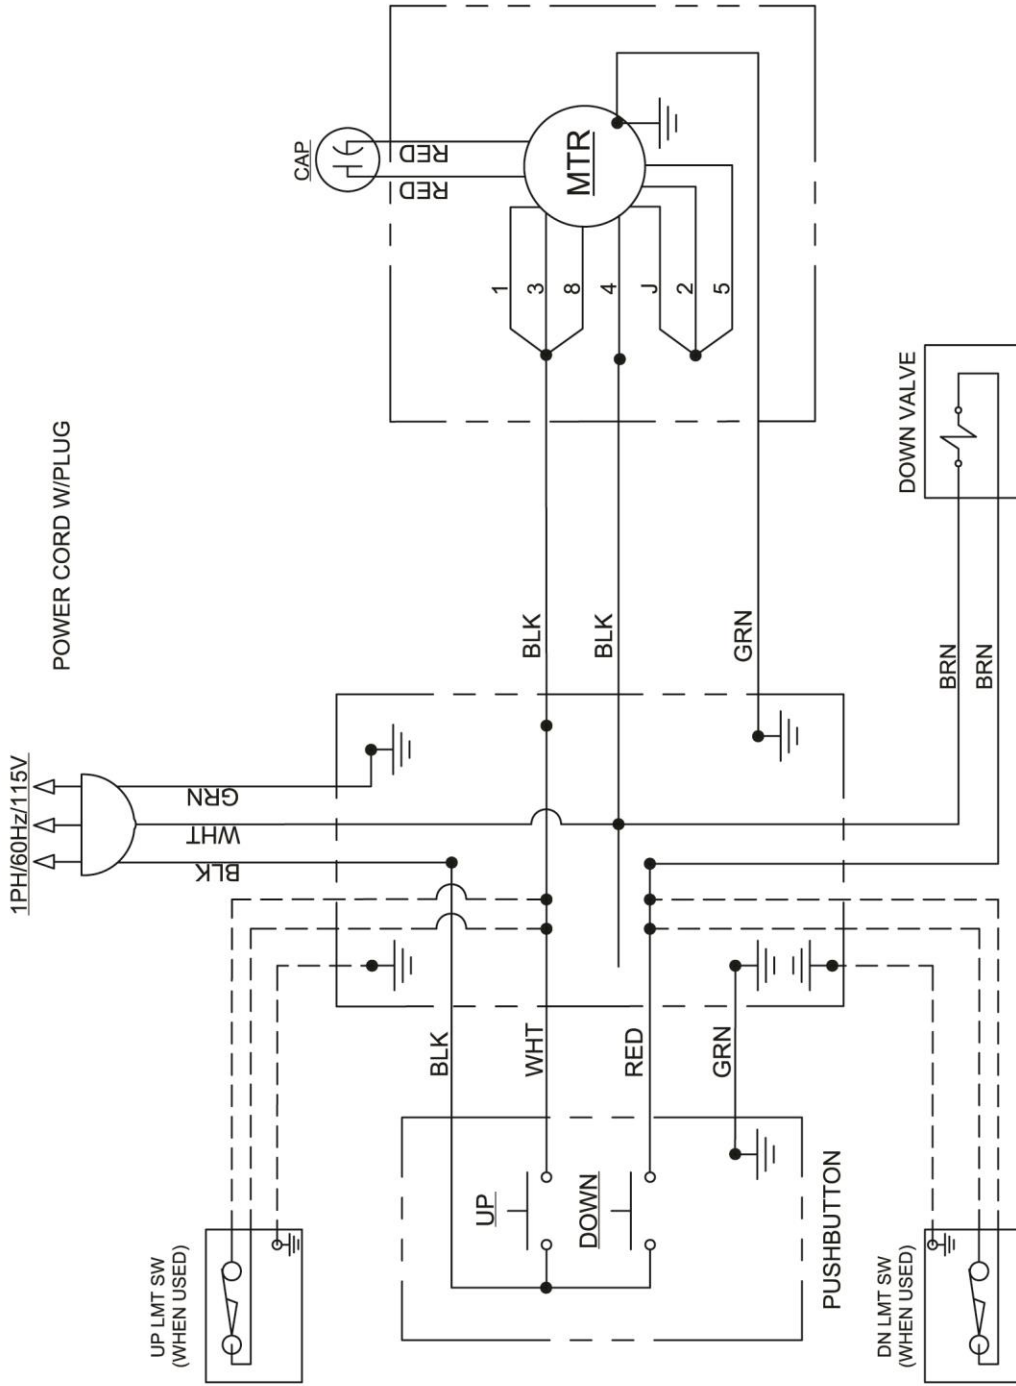 CAP
RED
RED
MTR
1
3
8
4
J
2
5
POWER CORD W/PLUG
DOWN VALVE
BLK
BLK
GRN
BRN
BRN
1PH/60Hz/115V
GRN
WHT
BLK
BLK
WHT
RED
GRN
UP
DOWN
PUSHBUTTON
UP LMT SW
(WHEN USED)
DN LMT SW
(WHEN USED)